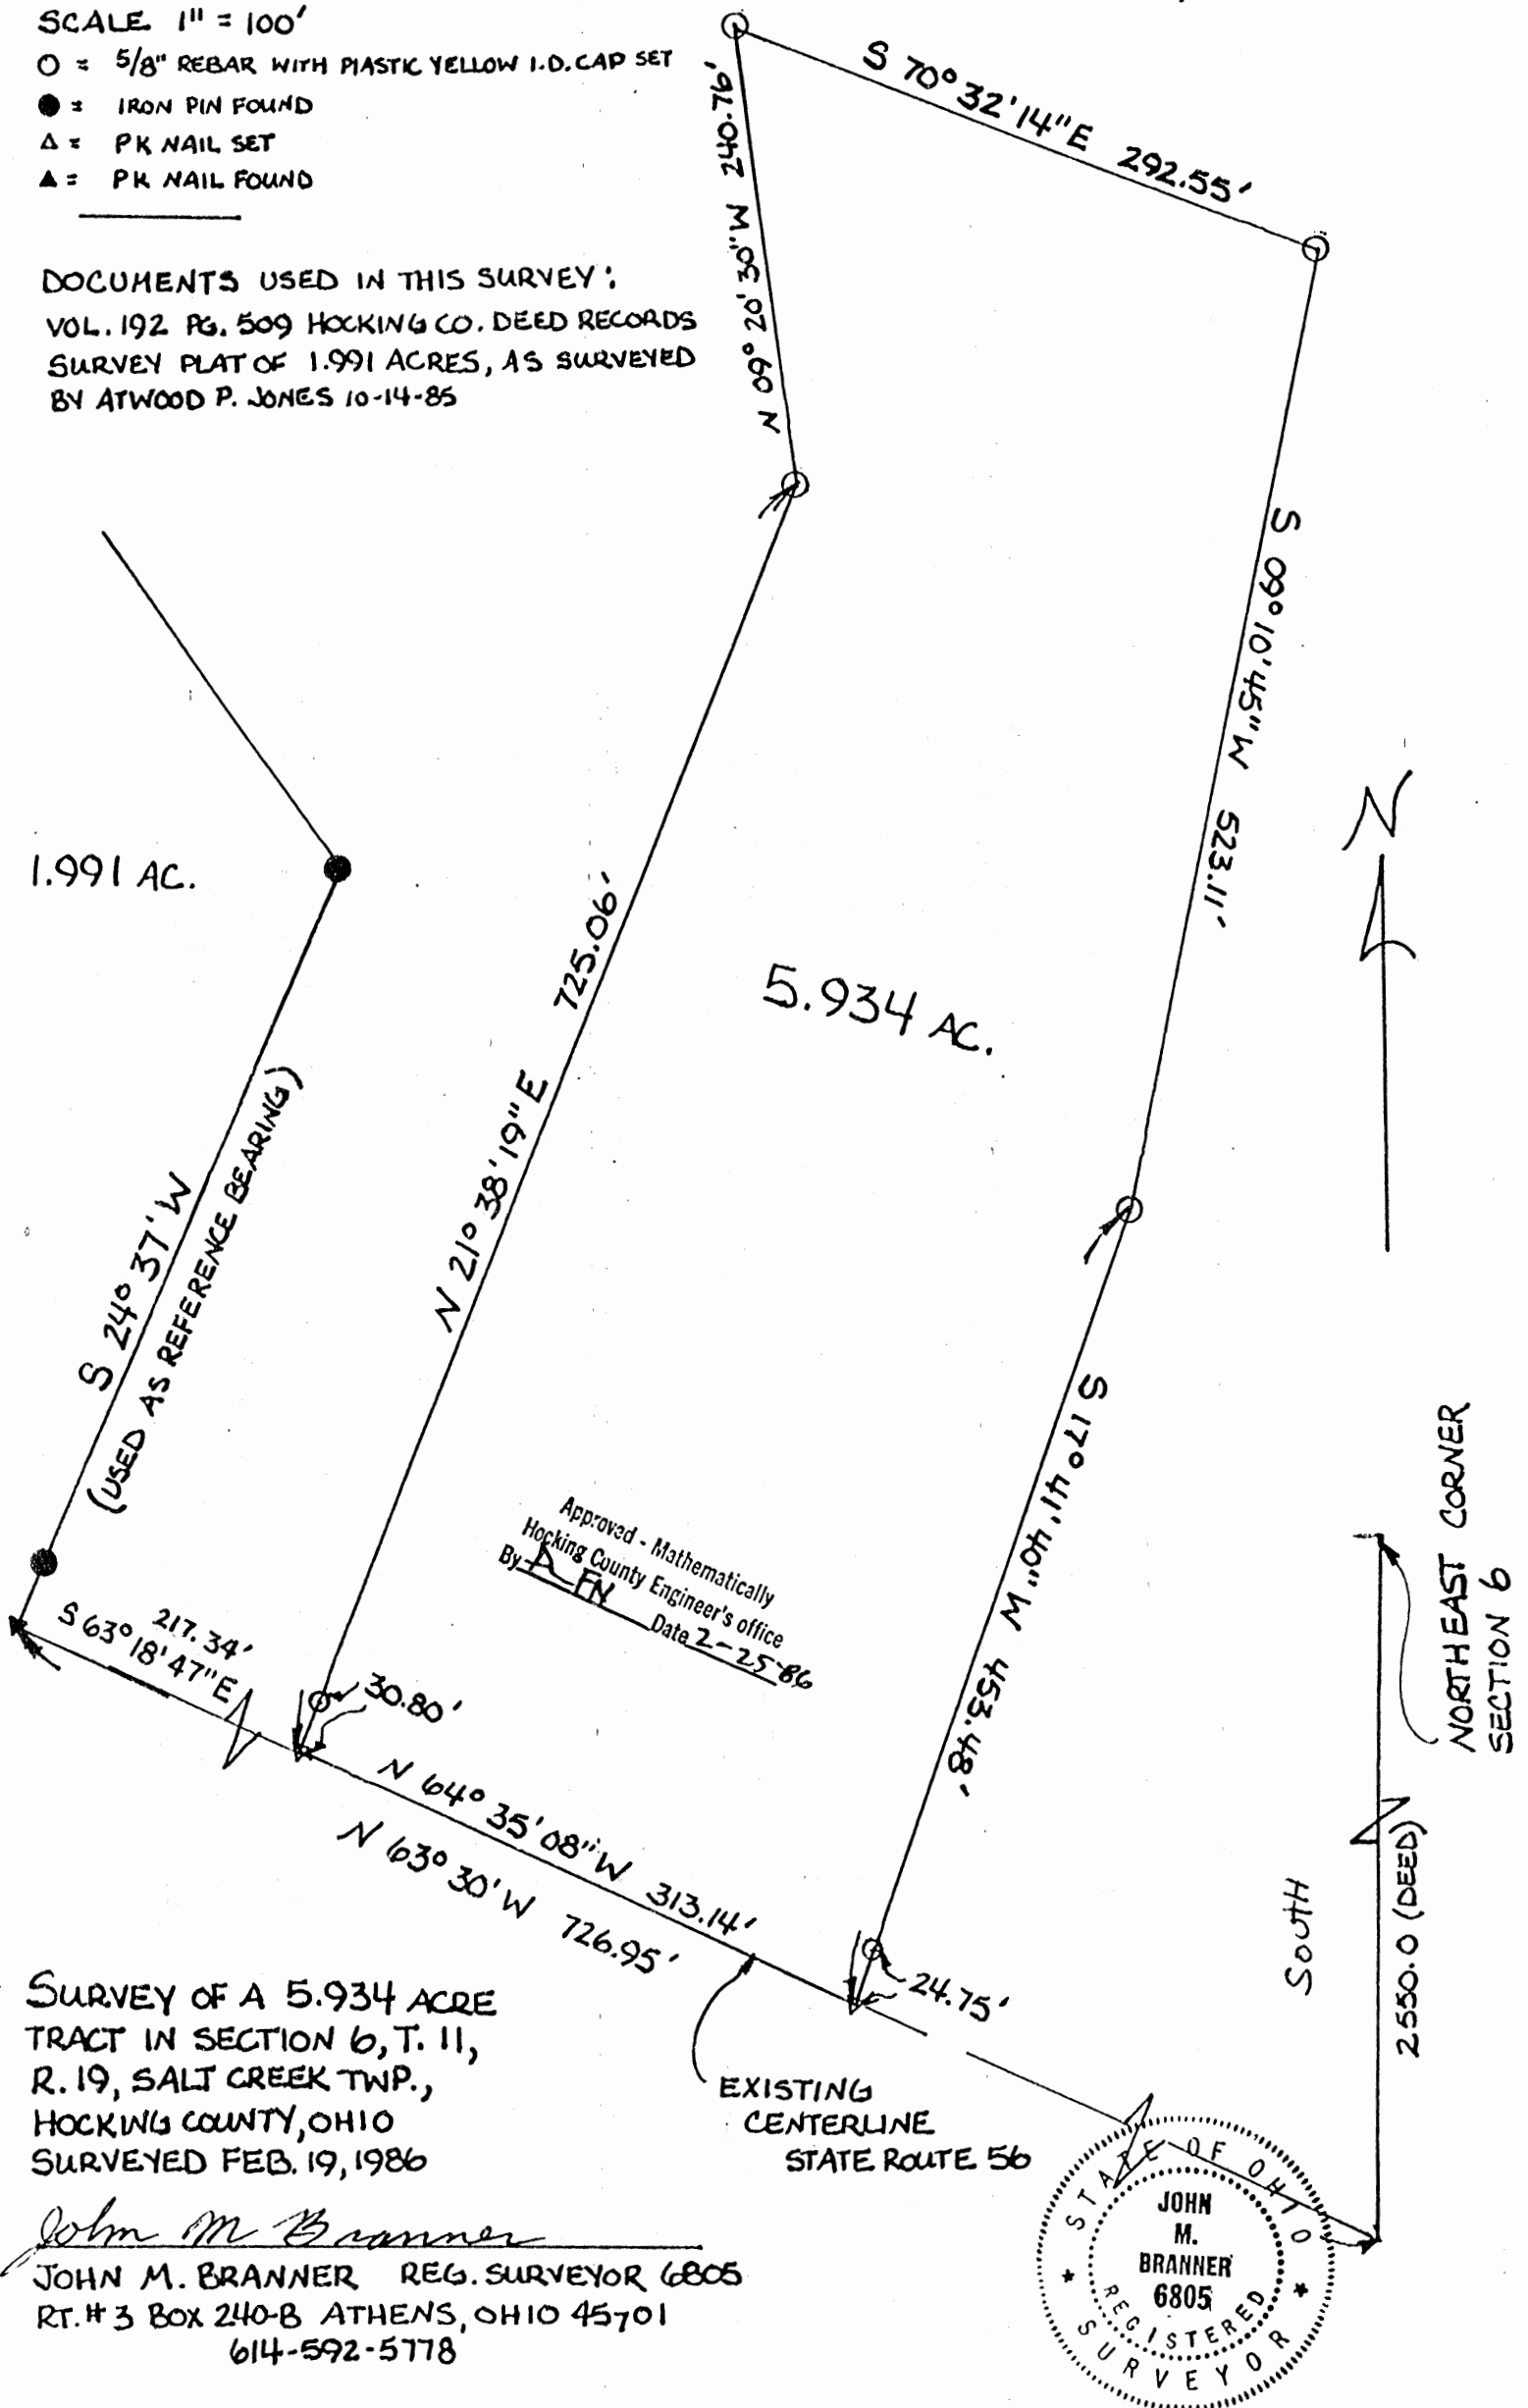 SCALE 1" = 100'
○ = 5/8" REBAR WITH PLASTIC YELLOW I.D. CAP SET
● = IRON PIN FOUND
△ = PK NAIL SET
▲ = PK NAIL FOUND
DOCUMENTS USED IN THIS SURVEY:
VOL. 192 PG. 509 HOCKING CO. DEED RECORDS
SURVEY PLAT OF 1.991 ACRES, AS SURVEYED
BY ATWOOD P. JONES 10-14-85
S 70° 32' 14" E 292.55'
N 09° 20' 30" W 240.76'
S 09° 10' 45" W 523.11'
N
1.991 AC.
725.06'
N 21° 38' 19" E
5.934 AC.
S 24° 37' W
(USED AS REFERENCE BEARING)
S 17° 41' 40" W 453.48'
Approved - Mathematically
Hocking County Engineer's office
By Date 2-25-86
217.34'
S 63° 18' 47" E
30.80'
N 64° 35' 08" W 313.14'
N 63° 30' W 726.95'
24.75'
NORTHEAST CORNER
SECTION 6
SOUTH
2550.0 (DEED)
EXISTING
CENTERLINE
STATE ROUTE 56
SURVEY OF A 5.934 ACRE
TRACT IN SECTION 6, T. 11,
R. 19, SALT CREEK TWP.,
HOCKING COUNTY, OHIO
SURVEYED FEB. 19, 1986
John M Branner
JOHN M. BRANNER REG. SURVEYOR 6805
RT. # 3 BOX 240-B ATHENS, OHIO 45701
614-592-5778
STATE OF OHIO
JOHN
M.
BRANNER
6805
REGISTERED
SURVEYOR